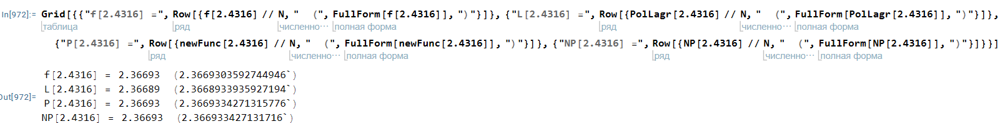 In[972]:= Grid[{{"f[2.4316] =", Row[{f[2.4316] // N, "  (", FullForm[f[2.4316]], ")"}]}, {"L[2.4316] =", Row[{PolLagr[2.4316] // N, "  (", FullForm[PolLagr[2.4316]], ")"}]},
таблица ряд численно⋯ полная форма ряд численно⋯ полная форма
{"P[2.4316] =", Row[{newFunc[2.4316] // N, "  (", FullForm[newFunc[2.4316]], ")"}]}, {"NP[2.4316] =", Row[{NP[2.4316] // N, "  (", FullForm[NP[2.4316]], ")"}]}}]
ряд численно⋯ полная форма ряд численно⋯ полная форма
f[2.4316] = 2.36693 (2.3669303592744946`)
Out[972]= L[2.4316] = 2.36689 (2.3668933935927194`)
P[2.4316] = 2.36693 (2.3669334271315776`)
NP[2.4316] = 2.36693 (2.366933427131716`)